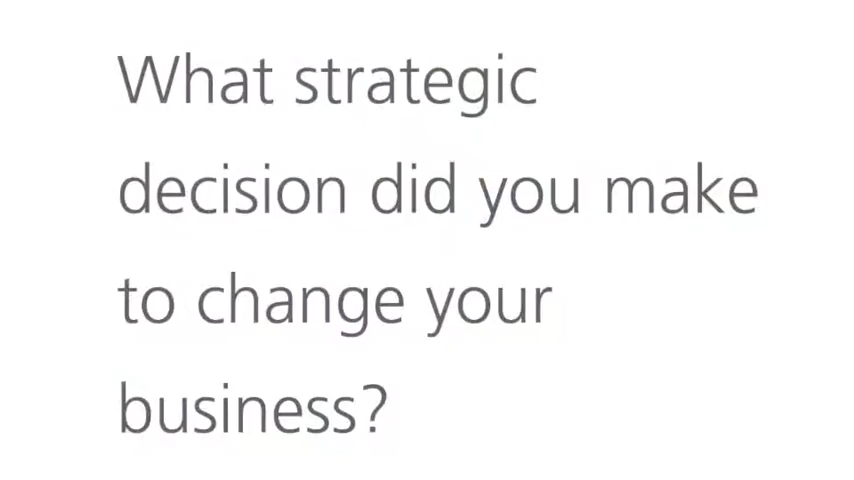 What strategic
decision did you make
to change your
business?